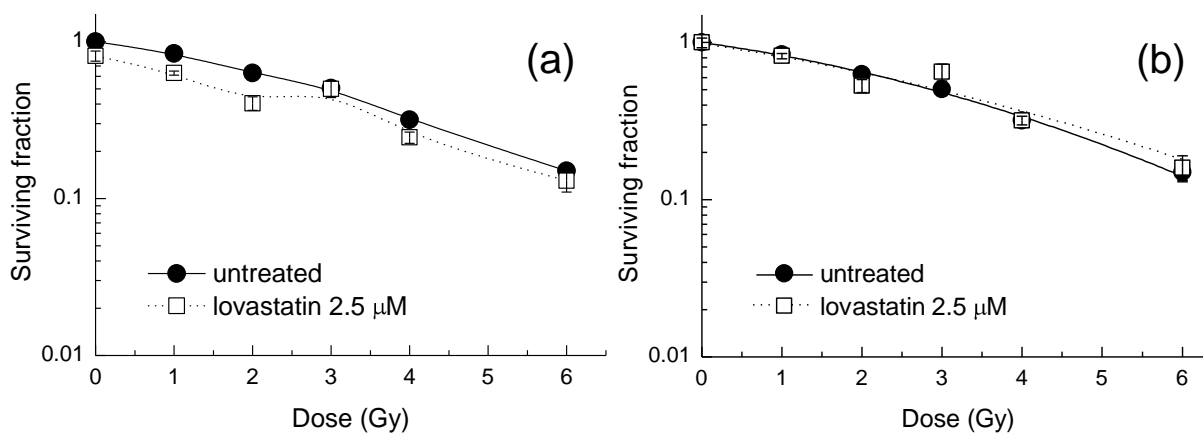 (a)
1
0.1
0.01
Surviving fraction
untreated
lovastatin 2.5 μM
0 1 2 3 4 5 6
Dose (Gy)
(b)
1
0.1
0.01
Surviving fraction
untreated
lovastatin 2.5 μM
0 1 2 3 4 5 6
Dose (Gy)